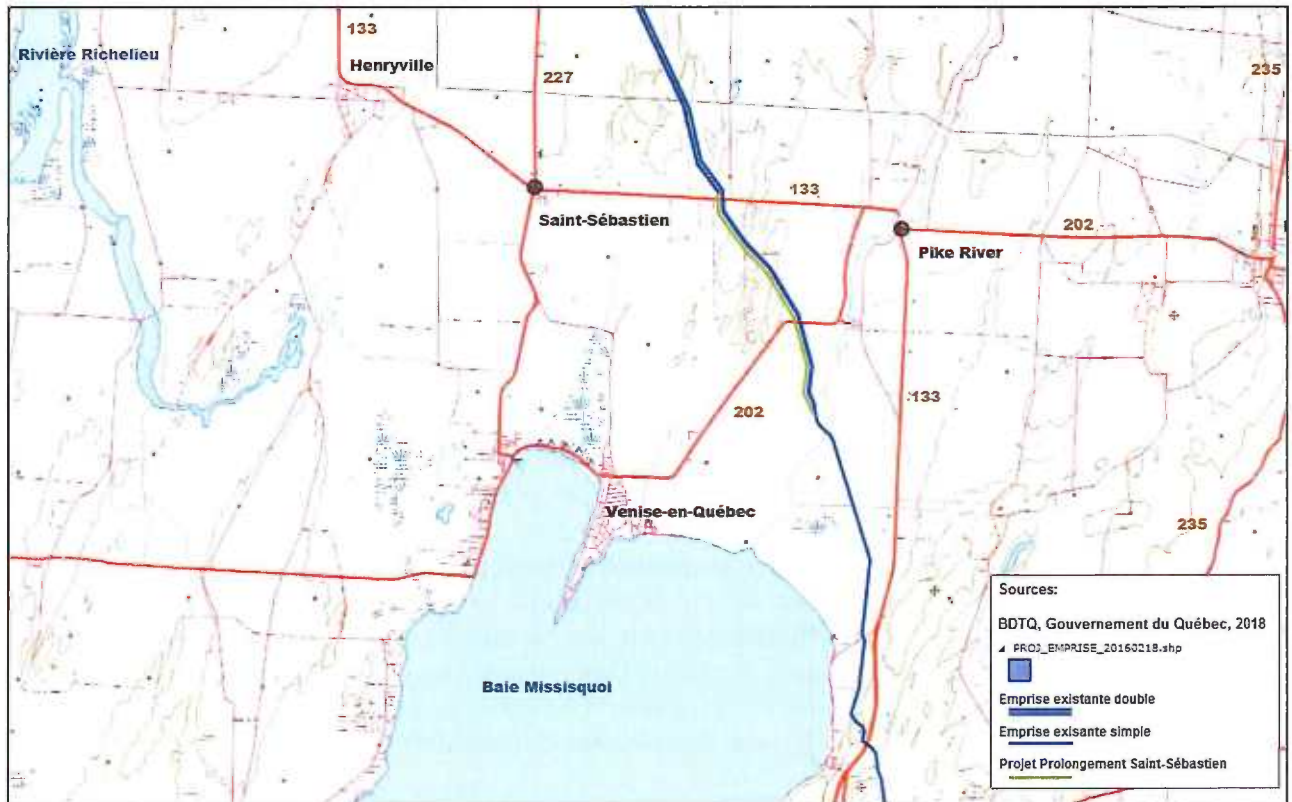 133
235
Rivière Richelieu
Henryville
227
133
Saint-Sébastien
202
Pike River
133
202
Venise-en-Québec
235
Baie Missisquoi
Sources:
BDTQ, Gouvernement du Québec, 2018
PROJ_EMPRISE_20160218.shp
Emprise existante double
Emprise exisante simple
Projet Prolongement Saint-Sébastien